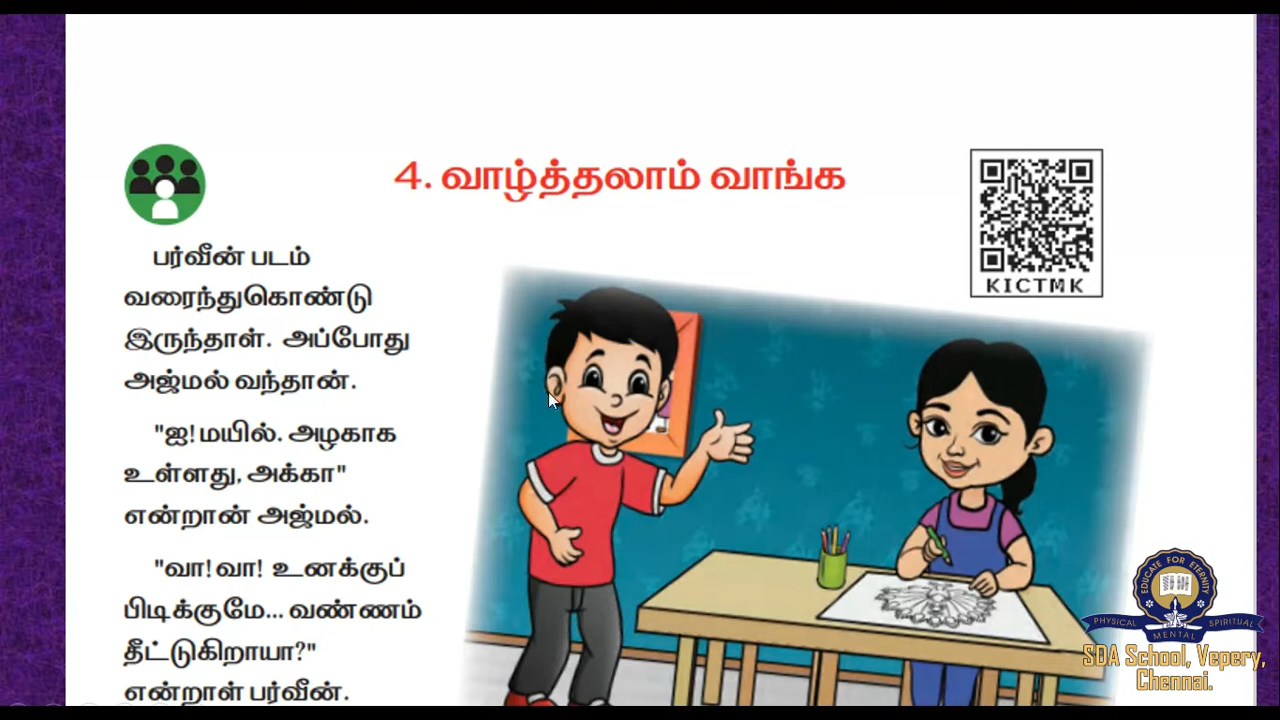 4. வாழ்த்தலாம் வாங்க
KICTMK
பர்வீன் படம்
வரைந்துகொண்டு
இருந்தாள். அப்போது
அஜ்மல் வந்தான்.
"ஐ! மயில். அழகாக
உள்ளது, அக்கா"
என்றான் அஜ்மல்.
"வா! வா! உனக்குப்
பிடிக்குமே... வண்ணம்
தீட்டுகிறாயா?"
என்றாள் பர்வீன்.
EDUCATE FOR ETERNITY
PHYSICAL MENTAL SPIRITUAL
SDA School, Vepery,
Chennai.